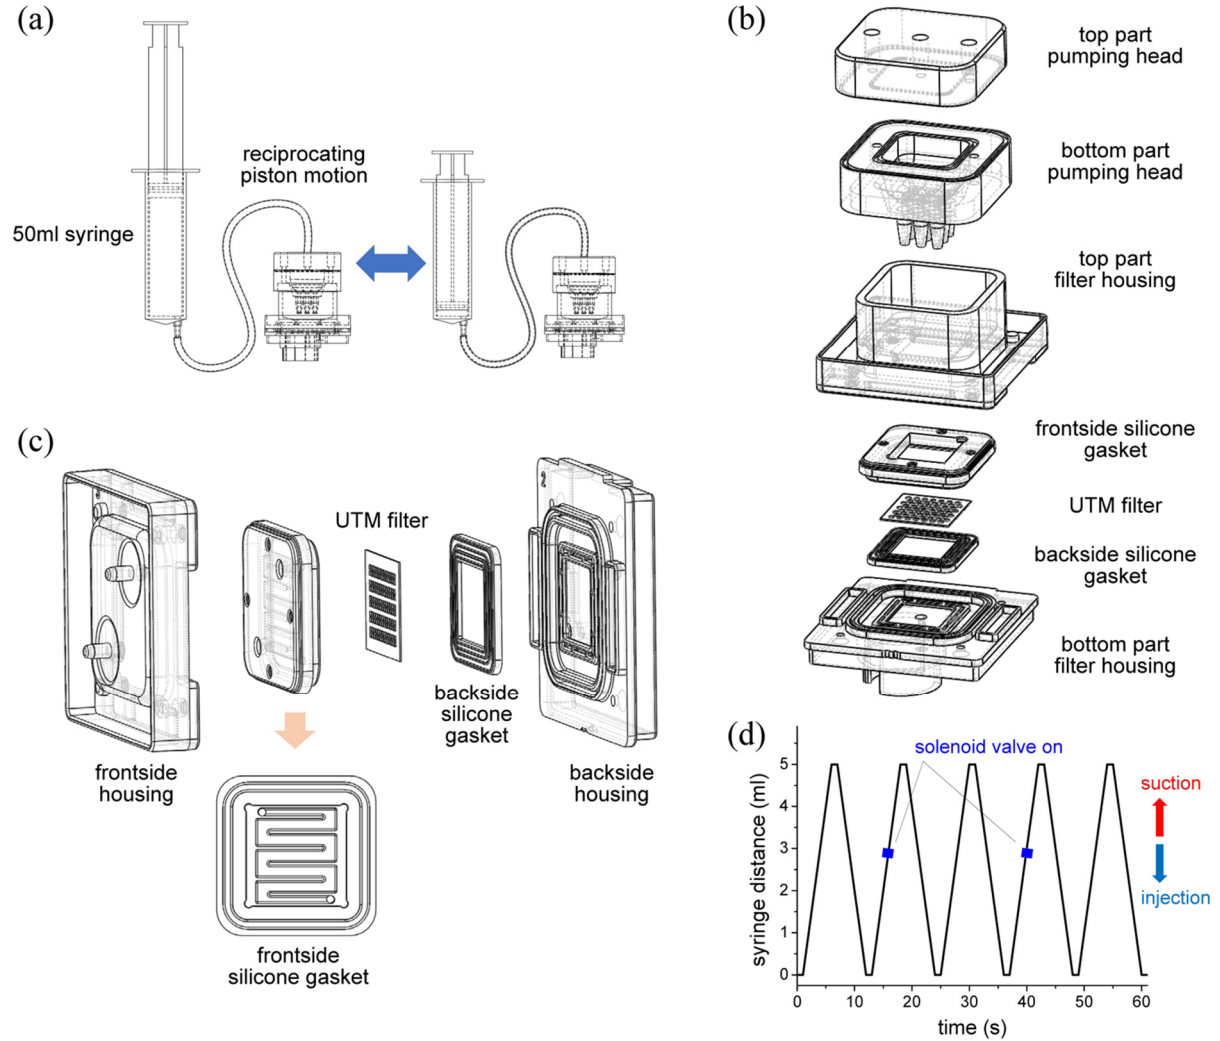 (a)
reciprocating
piston motion
50ml syringe
(b)
top part
pumping head
bottom part
pumping head
top part
filter housing
frontside silicone
gasket
UTM filter
backside silicone
gasket
bottom part
filter housing
(c)
2
UTM filter
frontside
housing
backside
silicone
gasket
backside
housing
frontside
silicone gasket
(d)
solenoid valve on
suction
injection
syringe distance (ml)
5
4
3
2
1
0
0 10 20 30 40 50 60
time (s)